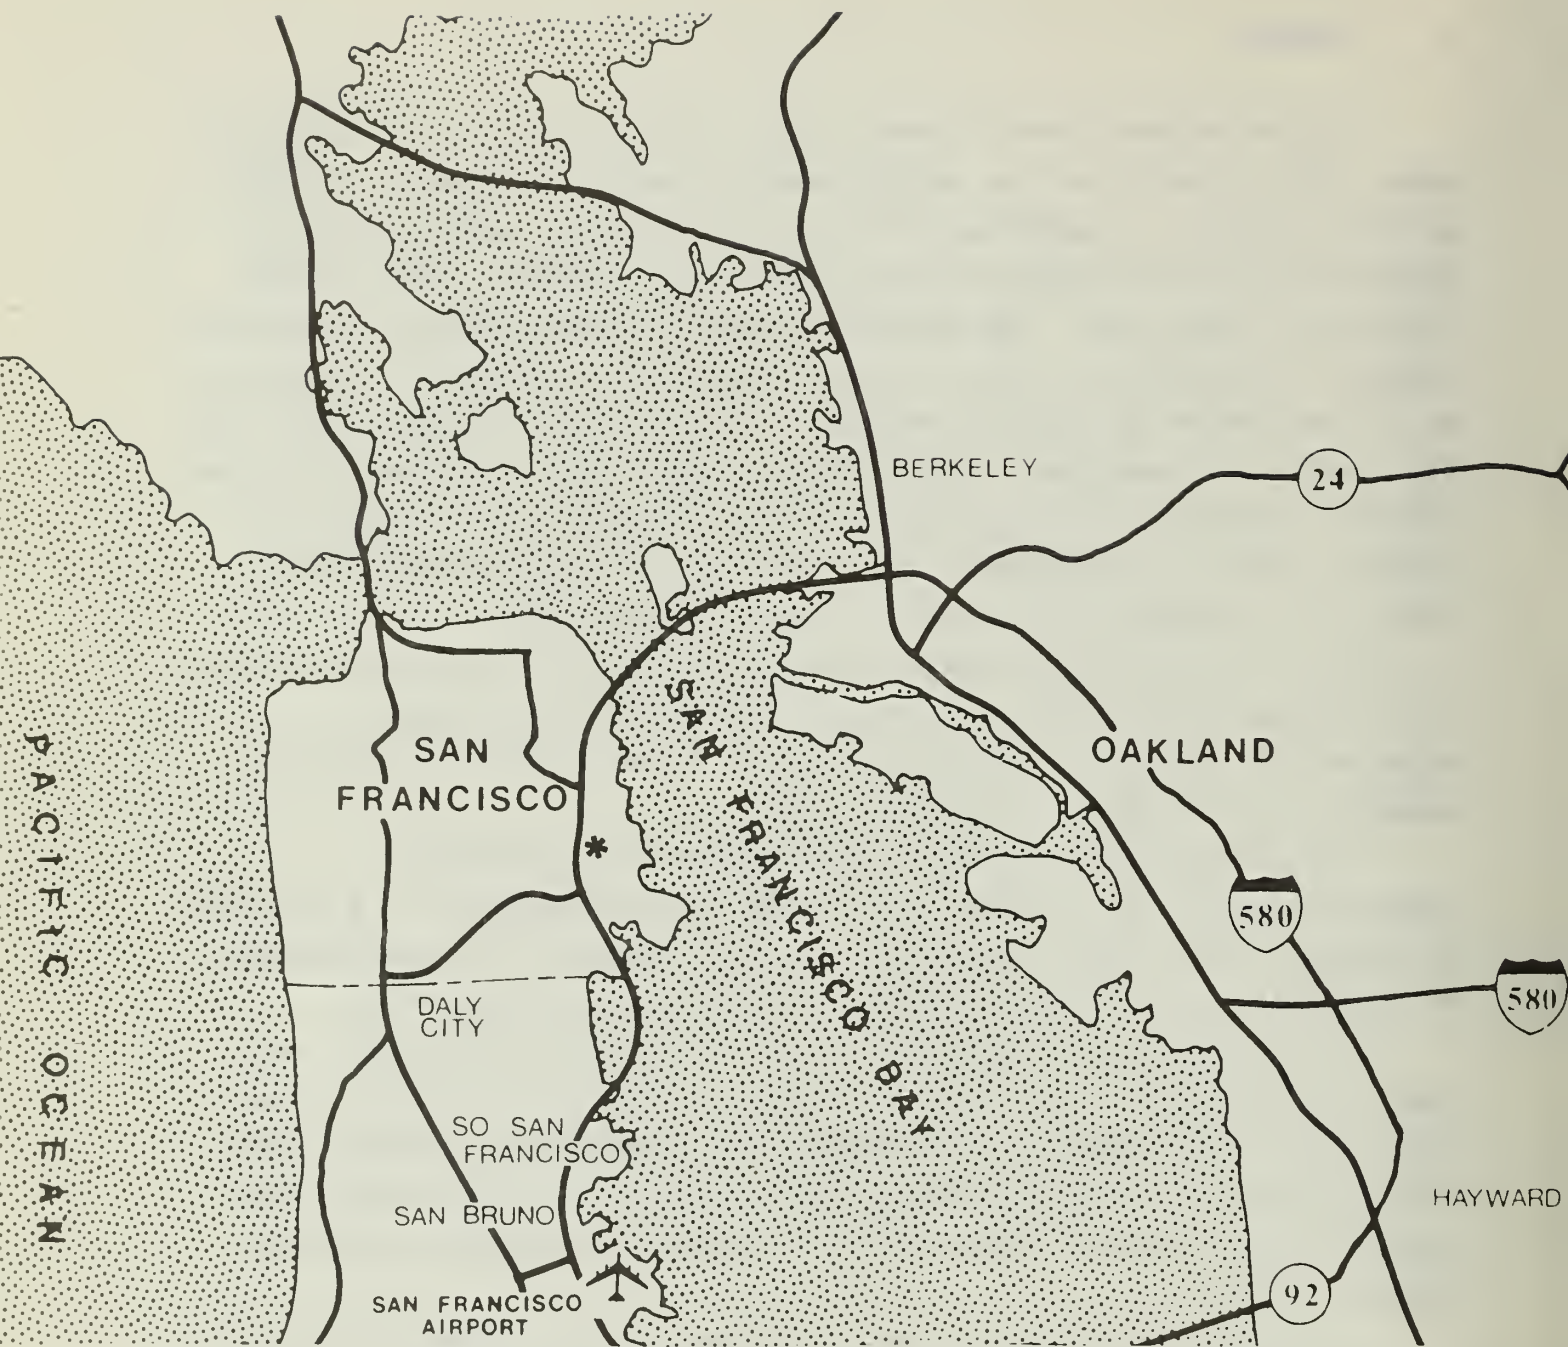 BERKELEY
24
SAN FRANCISCO BAY
SAN
FRANCISCO
OAKLAND
PACIFIC OCEAN
580
580
DALY
CITY
SO SAN
FRANCISCO
SAN BRUNO
HAYWARD
92
SAN FRANCISCO
AIRPORT